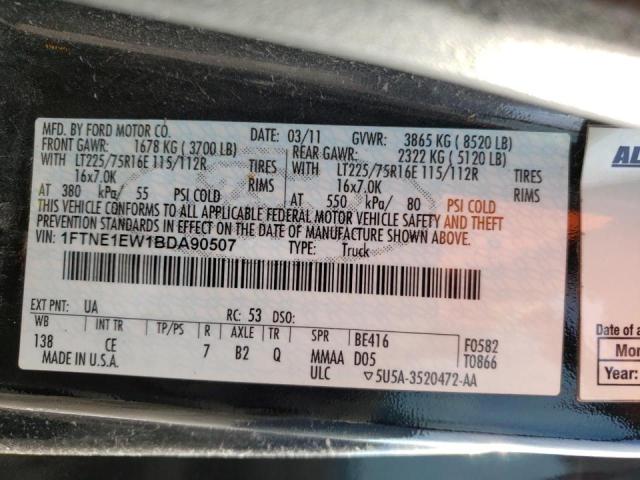 MFD. BY FORD MOTOR CO.
DATE: 03/11 GVWR: 3865 KG ( 8520 LB)
FRONT GAWR: 1678 KG ( 3700 LB) REAR GAWR: 2322 KG ( 5120 LB)
WITH LT225/75R16E 115/112R TIRES WITH LT225/75R16E 115/112R TIRES
16x7.0K RIMS 16x7.0K RIMS
AT 380 kPa/ 55 PSI COLD AT 550 kPa/ 80 PSI COLD
THIS VEHICLE CONFORMS TO ALL APPLICABLE FEDERAL MOTOR VEHICLE SAFETY AND THEFT
PREVENTION STANDARDS IN EFFECT ON THE DATE OF MANUFACTURE SHOWN ABOVE.
VIN: 1FTNE1EW1BDA90507 TYPE: Truck
EXT PNT: UA RC: 53 DSO:
WB INT TR TP/PS R AXLE TR SPR BE416 F0582
138 CE 7 B2 Q MMAA D05 T0866
MADE IN U.S.A. ULC 5U5A-3520472-AA
Date of
Year: